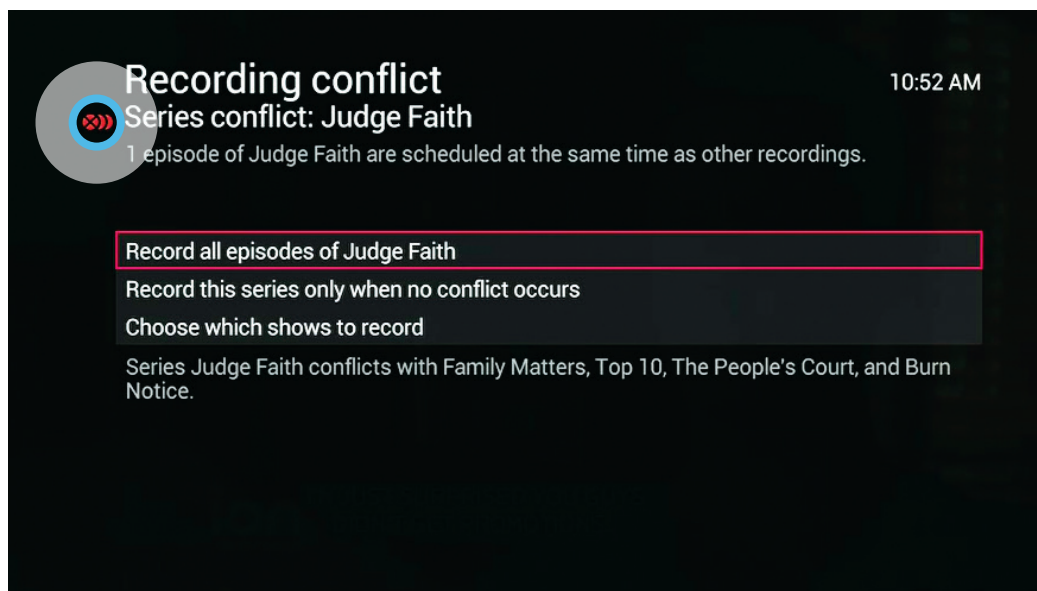 Recording conflict
10:52 AM
Series conflict: Judge Faith
1 episode of Judge Faith are scheduled at the same time as other recordings.
Record all episodes of Judge Faith
Record this series only when no conflict occurs
Choose which shows to record
Series Judge Faith conflicts with Family Matters, Top 10, The People's Court, and Burn
Notice.